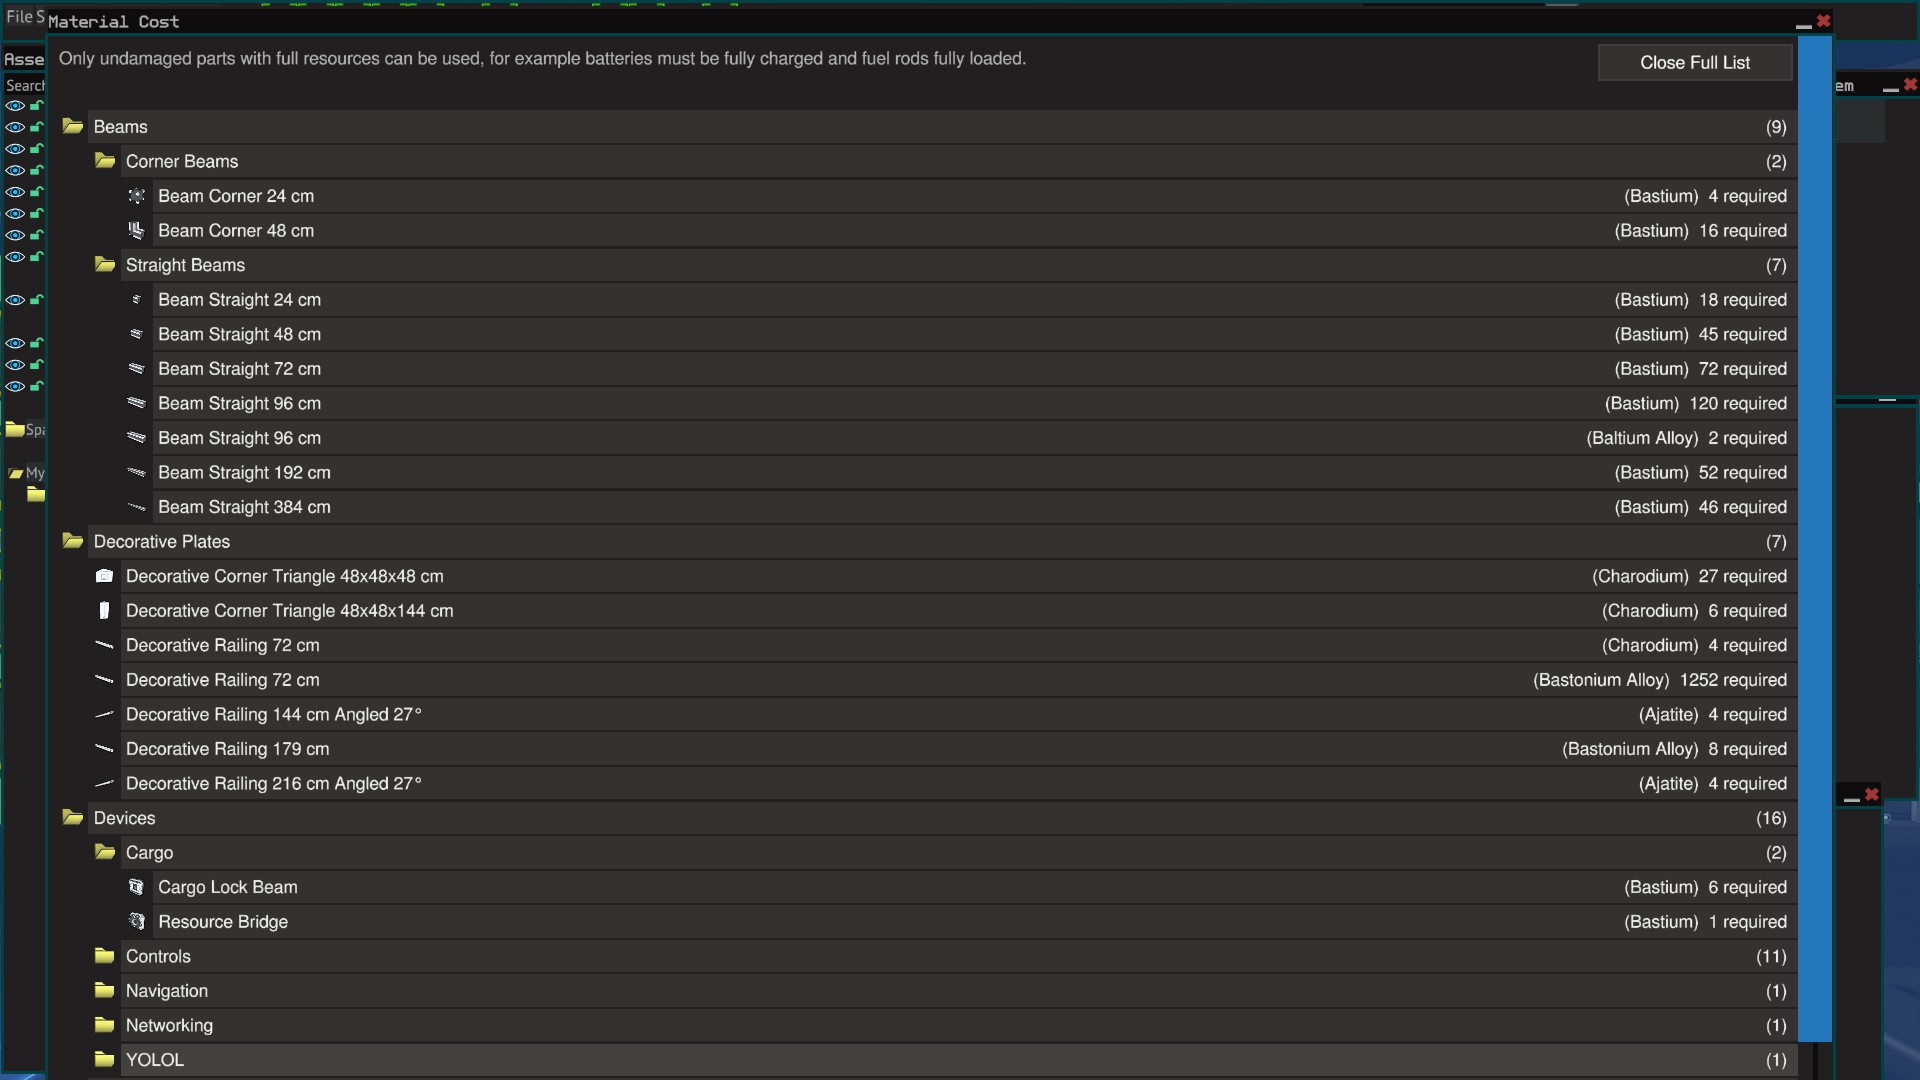 File S
Material Cost
Asse
Only undamaged parts with full resources can be used, for example batteries must be fully charged and fuel rods fully loaded.
Close Full List
Search
em
Beams (9)
Corner Beams (2)
Beam Corner 24 cm (Bastium) 4 required
Beam Corner 48 cm (Bastium) 16 required
Straight Beams (7)
Beam Straight 24 cm (Bastium) 18 required
Beam Straight 48 cm (Bastium) 45 required
Beam Straight 72 cm (Bastium) 72 required
Beam Straight 96 cm (Bastium) 120 required
Beam Straight 96 cm (Baltium Alloy) 2 required
Spa
Beam Straight 192 cm (Bastium) 52 required
My
Beam Straight 384 cm (Bastium) 46 required
Decorative Plates (7)
Decorative Corner Triangle 48x48x48 cm (Charodium) 27 required
Decorative Corner Triangle 48x48x144 cm (Charodium) 6 required
Decorative Railing 72 cm (Charodium) 4 required
Decorative Railing 72 cm (Bastonium Alloy) 1252 required
Decorative Railing 144 cm Angled 27° (Ajatite) 4 required
Decorative Railing 179 cm (Bastonium Alloy) 8 required
Decorative Railing 216 cm Angled 27° (Ajatite) 4 required
Devices (16)
Cargo (2)
Cargo Lock Beam (Bastium) 6 required
Resource Bridge (Bastium) 1 required
Controls (11)
Navigation (1)
Networking (1)
YOLOL (1)